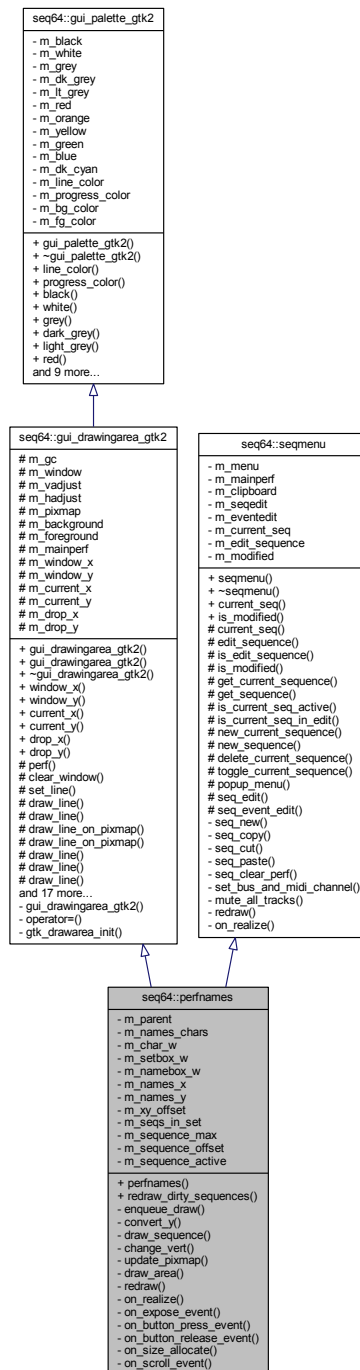 seq64::gui_palette_gtk2
- m_black
- m_white
- m_grey
- m_dk_grey
- m_lt_grey
- m_red
- m_orange
- m_yellow
- m_green
- m_blue
- m_dk_cyan
- m_line_color
- m_progress_color
- m_bg_color
- m_fg_color
+ gui_palette_gtk2()
+ ~gui_palette_gtk2()
+ line_color()
+ progress_color()
+ black()
+ white()
+ grey()
+ dark_grey()
+ light_grey()
+ red()
and 9 more...
seq64::gui_drawingarea_gtk2
# m_gc
# m_window
# m_vadjust
# m_hadjust
# m_pixmap
# m_background
# m_foreground
# m_mainperf
# m_window_x
# m_window_y
# m_current_x
# m_current_y
# m_drop_x
# m_drop_y
+ gui_drawingarea_gtk2()
+ gui_drawingarea_gtk2()
+ ~gui_drawingarea_gtk2()
+ window_x()
+ window_y()
+ current_x()
+ current_y()
+ drop_x()
+ drop_y()
# perf()
# clear_window()
# set_line()
# draw_line()
# draw_line()
# draw_line_on_pixmap()
# draw_line_on_pixmap()
# draw_line()
# draw_line()
# draw_line()
and 17 more...
- gui_drawingarea_gtk2()
- operator=()
- gtk_drawarea_init()
seq64::seqmenu
- m_menu
- m_mainperf
- m_clipboard
- m_seqedit
- m_eventedit
- m_current_seq
- m_edit_sequence
- m_modified
+ seqmenu()
+ ~seqmenu()
+ current_seq()
+ is_modified()
# current_seq()
# edit_sequence()
# is_edit_sequence()
# is_modified()
# get_current_sequence()
# get_sequence()
# is_current_seq_active()
# is_current_seq_in_edit()
# new_current_sequence()
# new_sequence()
# delete_current_sequence()
# toggle_current_sequence()
# popup_menu()
# seq_edit()
# seq_event_edit()
- seq_new()
- seq_copy()
- seq_cut()
- seq_paste()
- seq_clear_perf()
- set_bus_and_midi_channel()
- mute_all_tracks()
- redraw()
- on_realize()
seq64::perfnames
- m_parent
- m_names_chars
- m_char_w
- m_setbox_w
- m_namebox_w
- m_names_x
- m_names_y
- m_xy_offset
- m_seqs_in_set
- m_sequence_max
- m_sequence_offset
- m_sequence_active
+ perfnames()
+ redraw_dirty_sequences()
- enqueue_draw()
- convert_y()
- draw_sequence()
- change_vert()
- update_pixmap()
- draw_area()
- redraw()
- on_realize()
- on_expose_event()
- on_button_press_event()
- on_button_release_event()
- on_size_allocate()
- on_scroll_event()